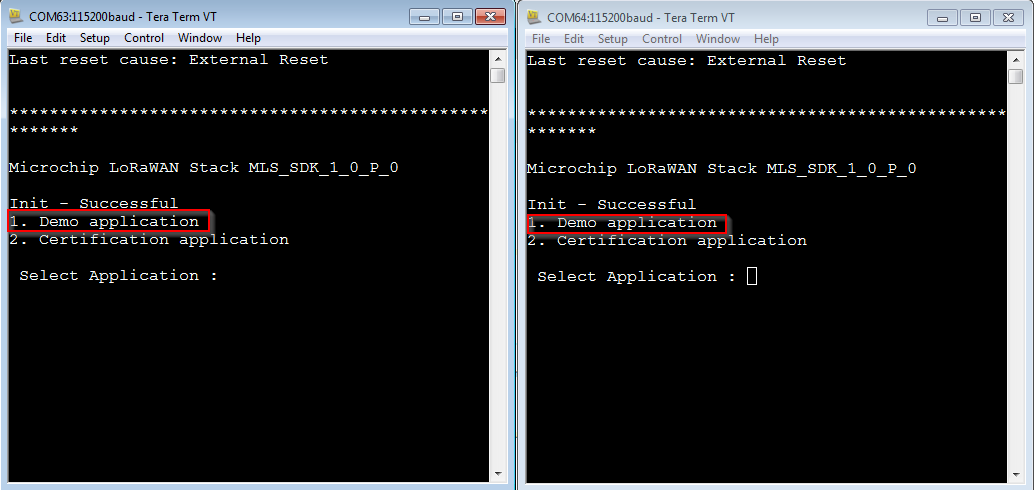 COM63:115200baud - Tera Term VT
File Edit Setup Control Window Help
Last reset cause: External Reset
************************************************
*******
Microchip LoRaWAN Stack MLS_SDK_1_0_P_0
Init - Successful
1. Demo application
2. Certification application
Select Application :
COM64:115200baud - Tera Term VT
File Edit Setup Control Window Help
Last reset cause: External Reset
************************************************
*******
Microchip LoRaWAN Stack MLS_SDK_1_0_P_0
Init - Successful
1. Demo application
2. Certification application
Select Application :